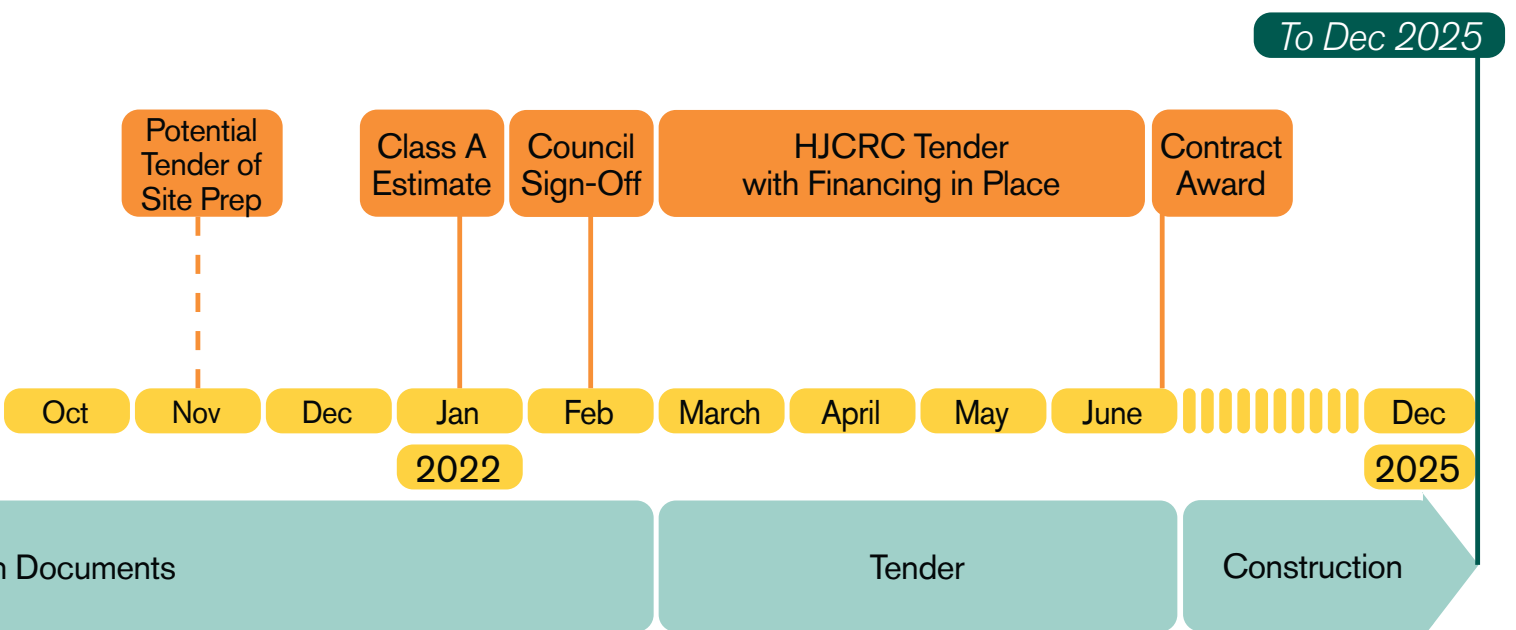 To Dec 2025
Potential
Tender of
Site Prep
Class A
Estimate
Council
Sign-Off
HJCRC Tender
with Financing in Place
Contract
Award
Oct
Nov
Dec
Jan
Feb
March
April
May
June
Dec
2022
2025
n Documents
Tender
Construction